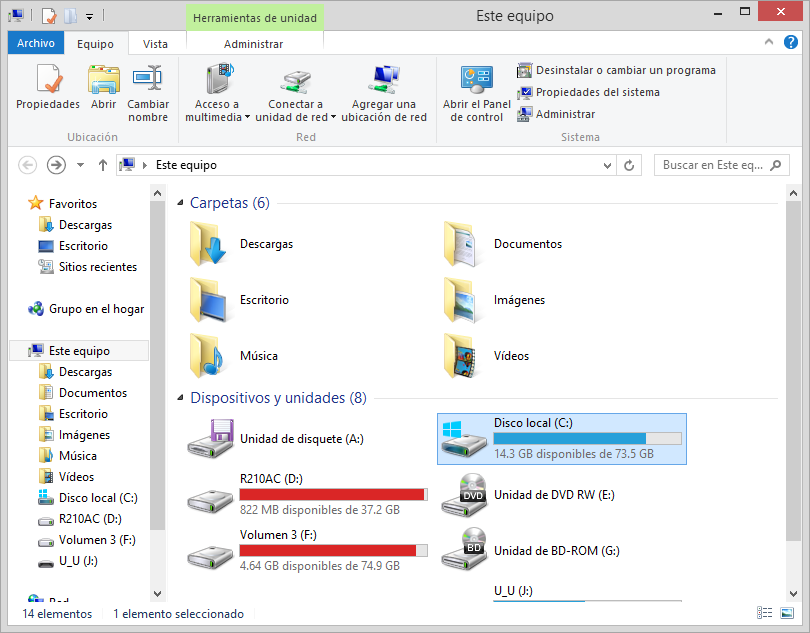 Herramientas de unidad
Este equipo
Archivo
Equipo
Vista
Administrar
Propiedades
Abrir
Cambiar
nombre
Ubicación
Acceso a
multimedia
Conectar a
unidad de red
Agregar una
ubicación de red
Red
Abrir el Panel
de control
Desinstalar o cambiar un programa
Propiedades del sistema
Administrar
Sistema
Este equipo
Buscar en Este eq...
Favoritos
Descargas
Escritorio
Sitios recientes
Grupo en el hogar
Este equipo
Descargas
Documentos
Escritorio
Imágenes
Música
Vídeos
Disco local (C:)
R210AC (D:)
Volumen 3 (F:)
U_U (J:)
Red
Carpetas (6)
Descargas
Documentos
Escritorio
Imágenes
Música
Vídeos
Dispositivos y unidades (8)
Unidad de disquete (A:)
Disco local (C:)
14.3 GB disponibles de 73.5 GB
R210AC (D:)
822 MB disponibles de 37.2 GB
DVD
Unidad de DVD RW (E:)
Volumen 3 (F:)
4.64 GB disponibles de 74.9 GB
BD
Unidad de BD-ROM (G:)
U_U (J:)
14 elementos
1 elemento seleccionado